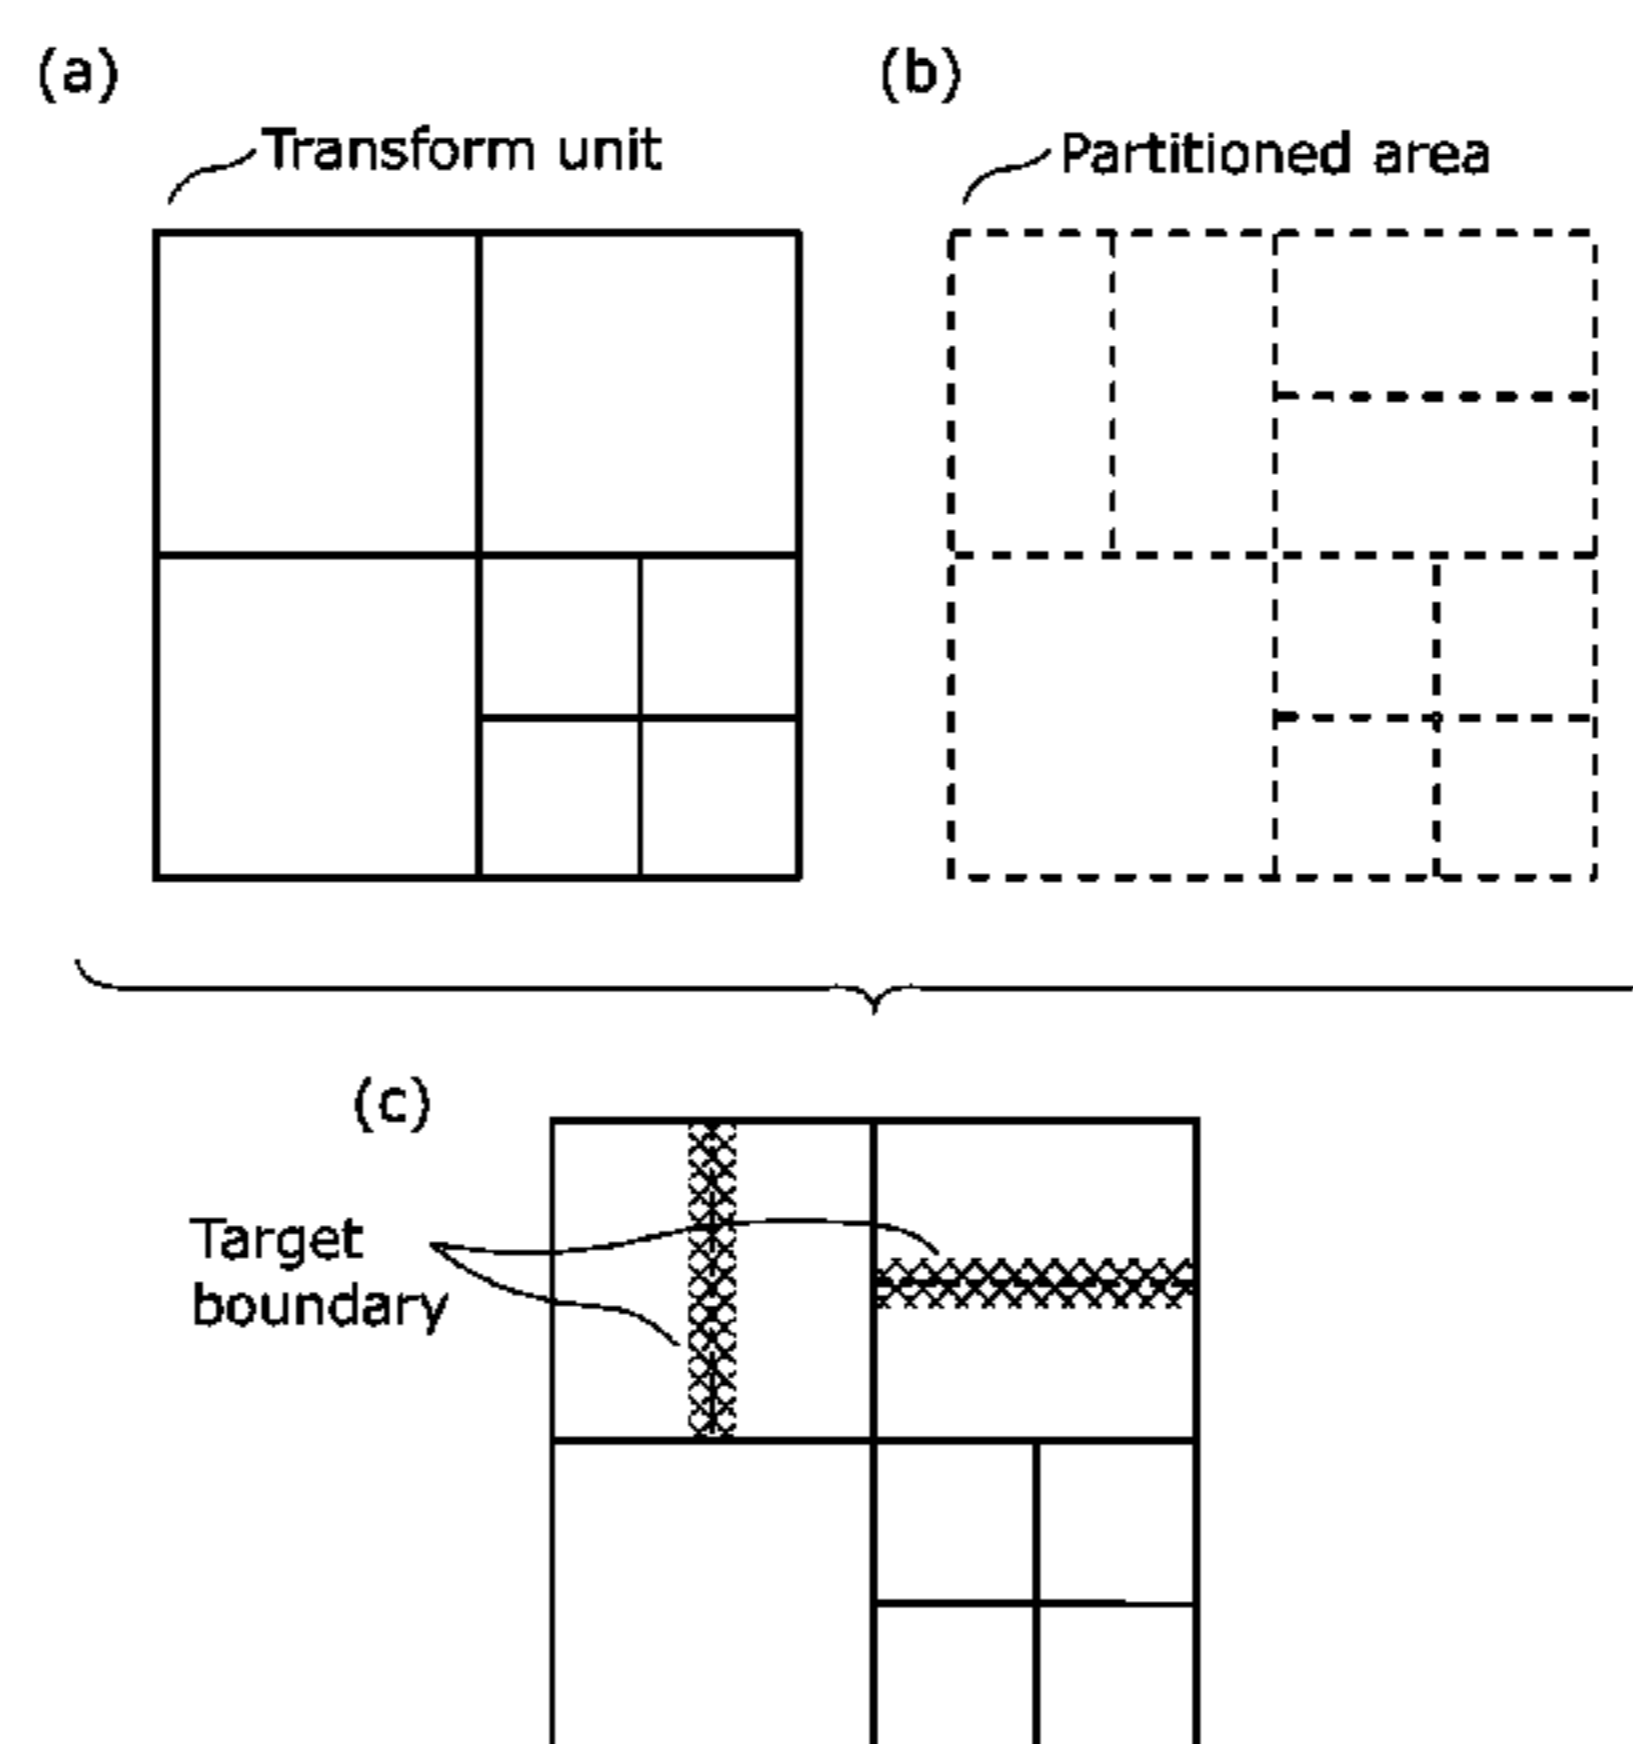 (a)
(b)
Transform unit
Partitioned area
(c)
Target
boundary